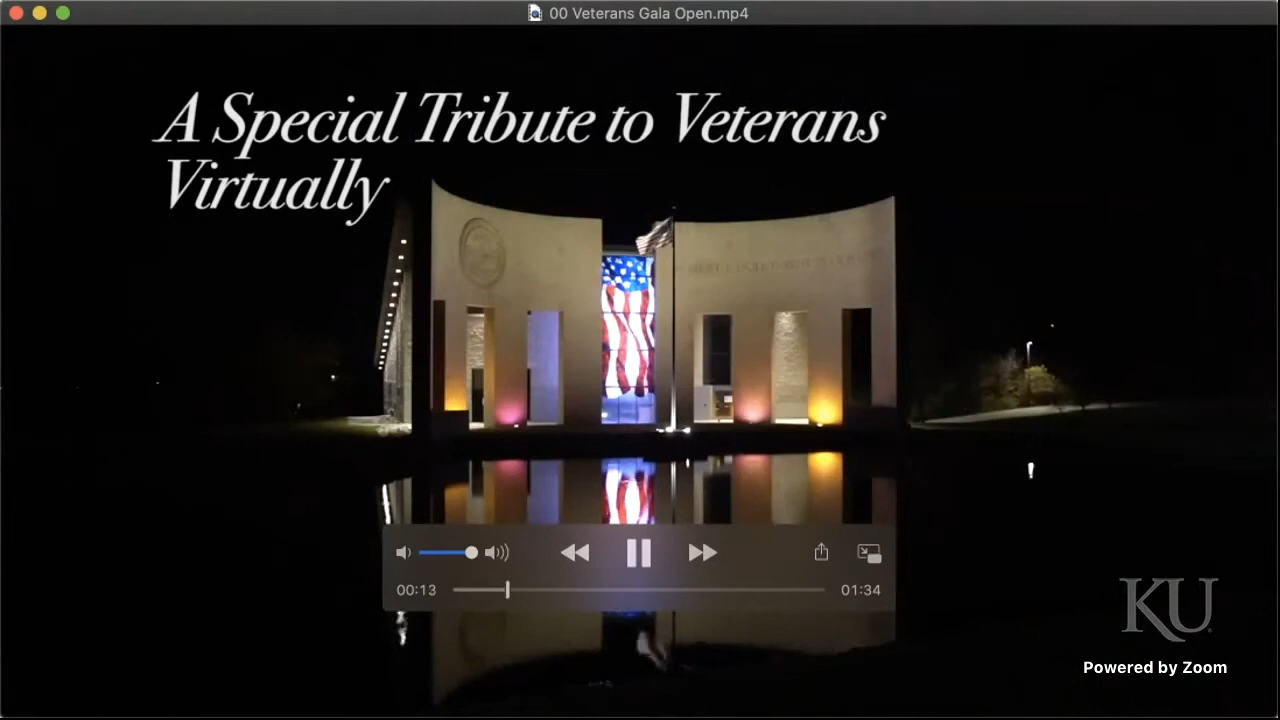 00 Veterans Gala Open.mp4
A Special Tribute to Veterans
Virtually
00:13
01:34
KU
Powered by Zoom